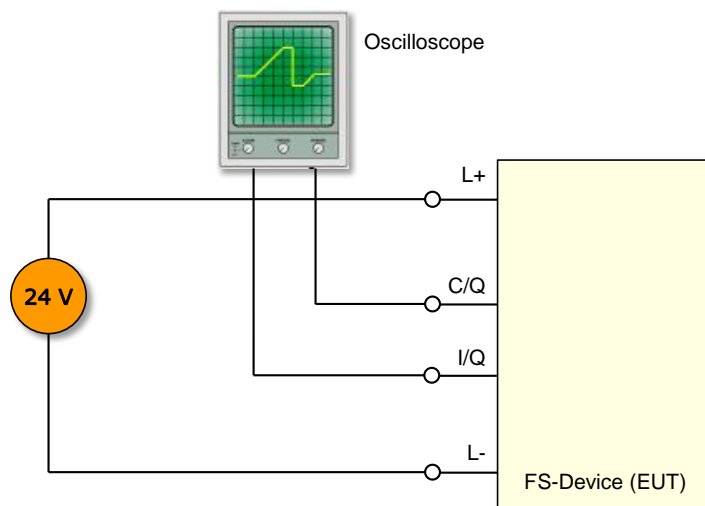 Oscilloscope
L+
24 V
C/Q
I/Q
L-
FS-Device (EUT)